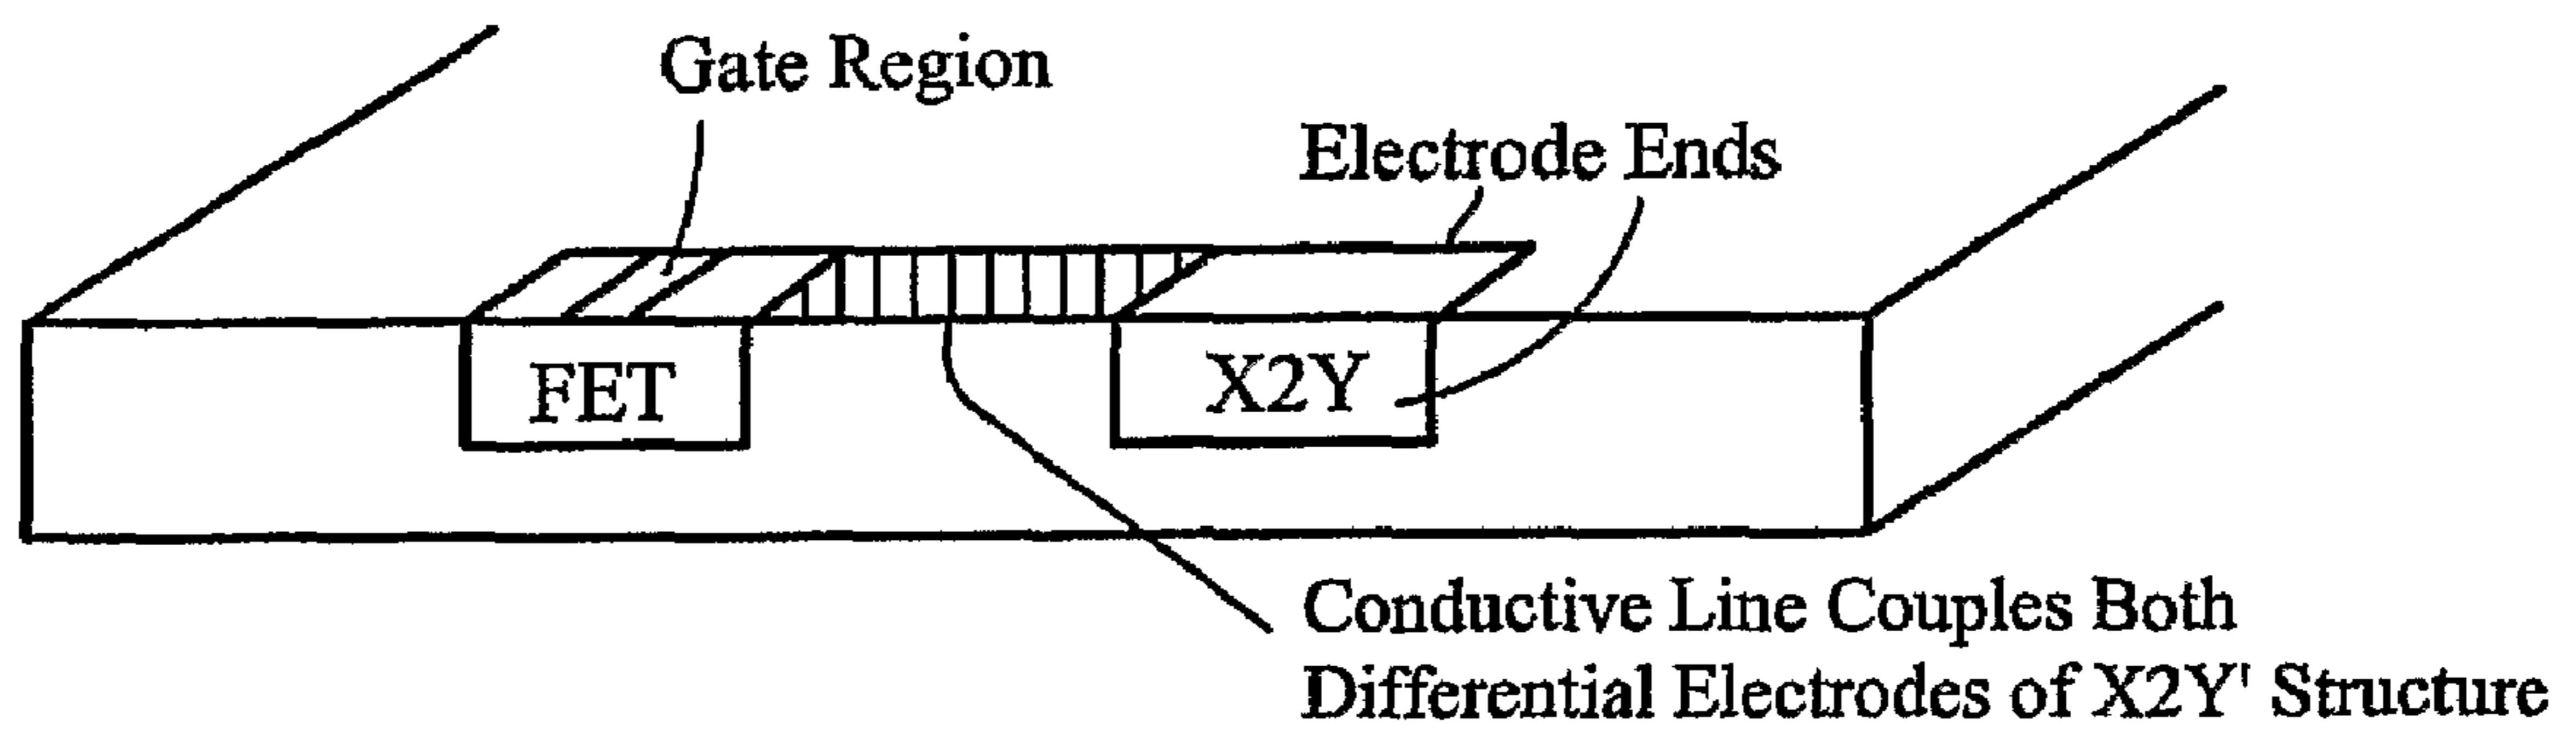 Gate Region
Electrode Ends
FET
X2Y
Conductive Line Couples Both
Differential Electrodes of X2Y' Structure